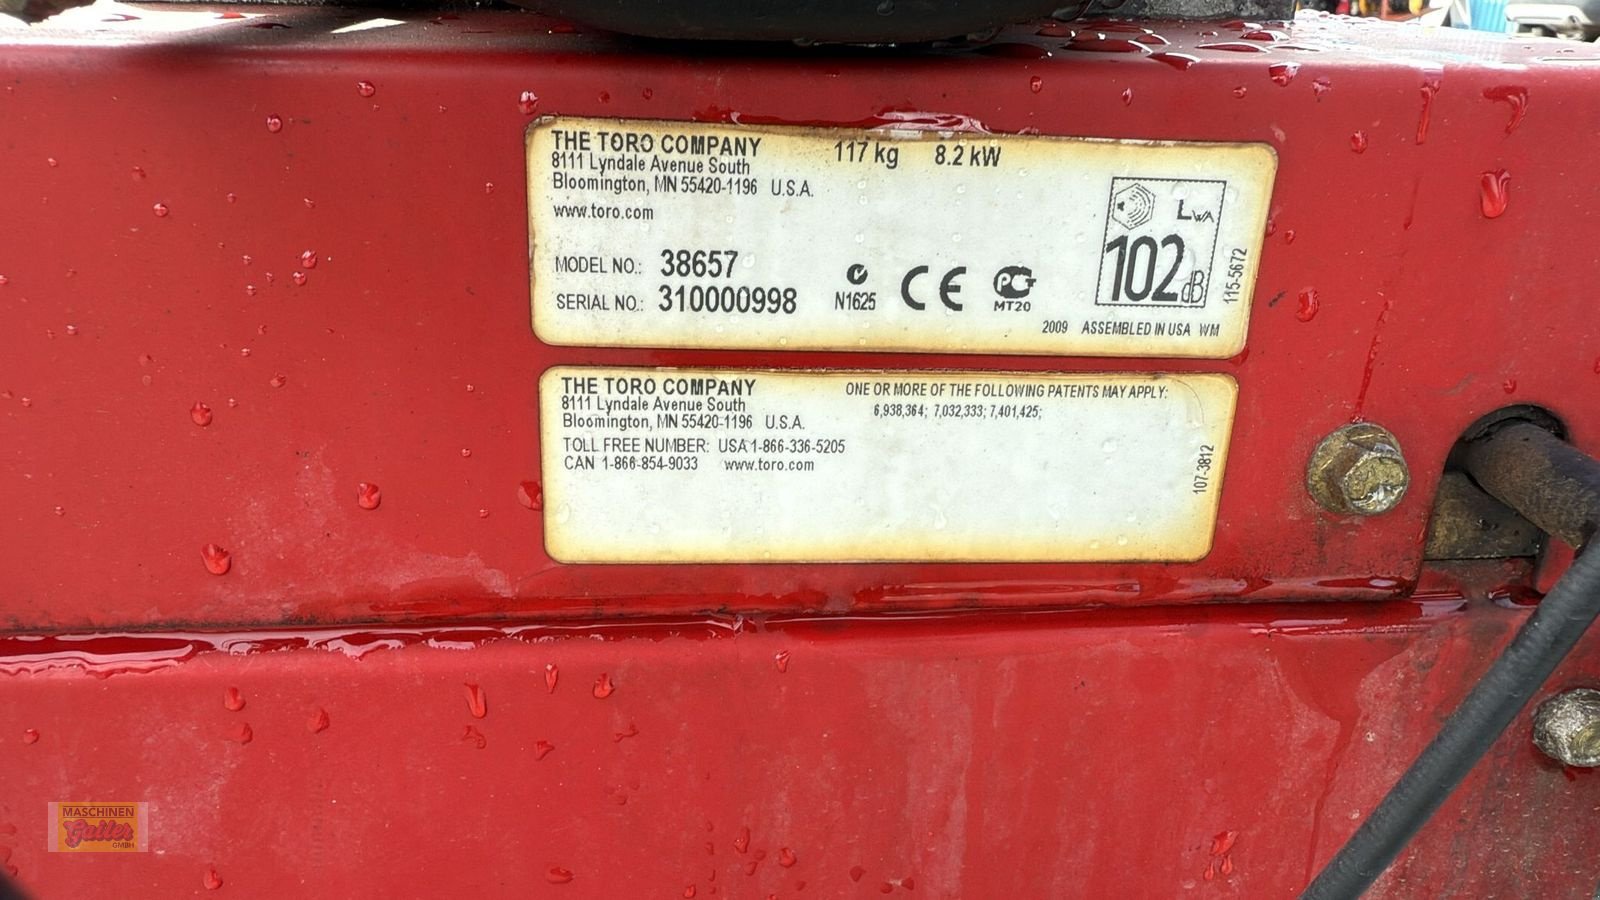 THE TORO COMPANY
8111 Lyndale Avenue South
Bloomington, MN 55420-1196 U.S.A.
www.toro.com
117 kg 8.2 kW
MODEL NO.: 38657
SERIAL NO.: 310000998
N1625
CE
PCT
MT20
LWA
102 dB
115-5672
2009 ASSEMBLED IN USA WM
THE TORO COMPANY
8111 Lyndale Avenue South
Bloomington, MN 55420-1196 U.S.A.
TOLL FREE NUMBER: USA 1-866-336-5205
CAN 1-866-854-9033 www.toro.com
ONE OR MORE OF THE FOLLOWING PATENTS MAY APPLY:
6,938,364; 7,032,333; 7,401,425;
107-3812
MASCHINEN
Gailer
GMBH